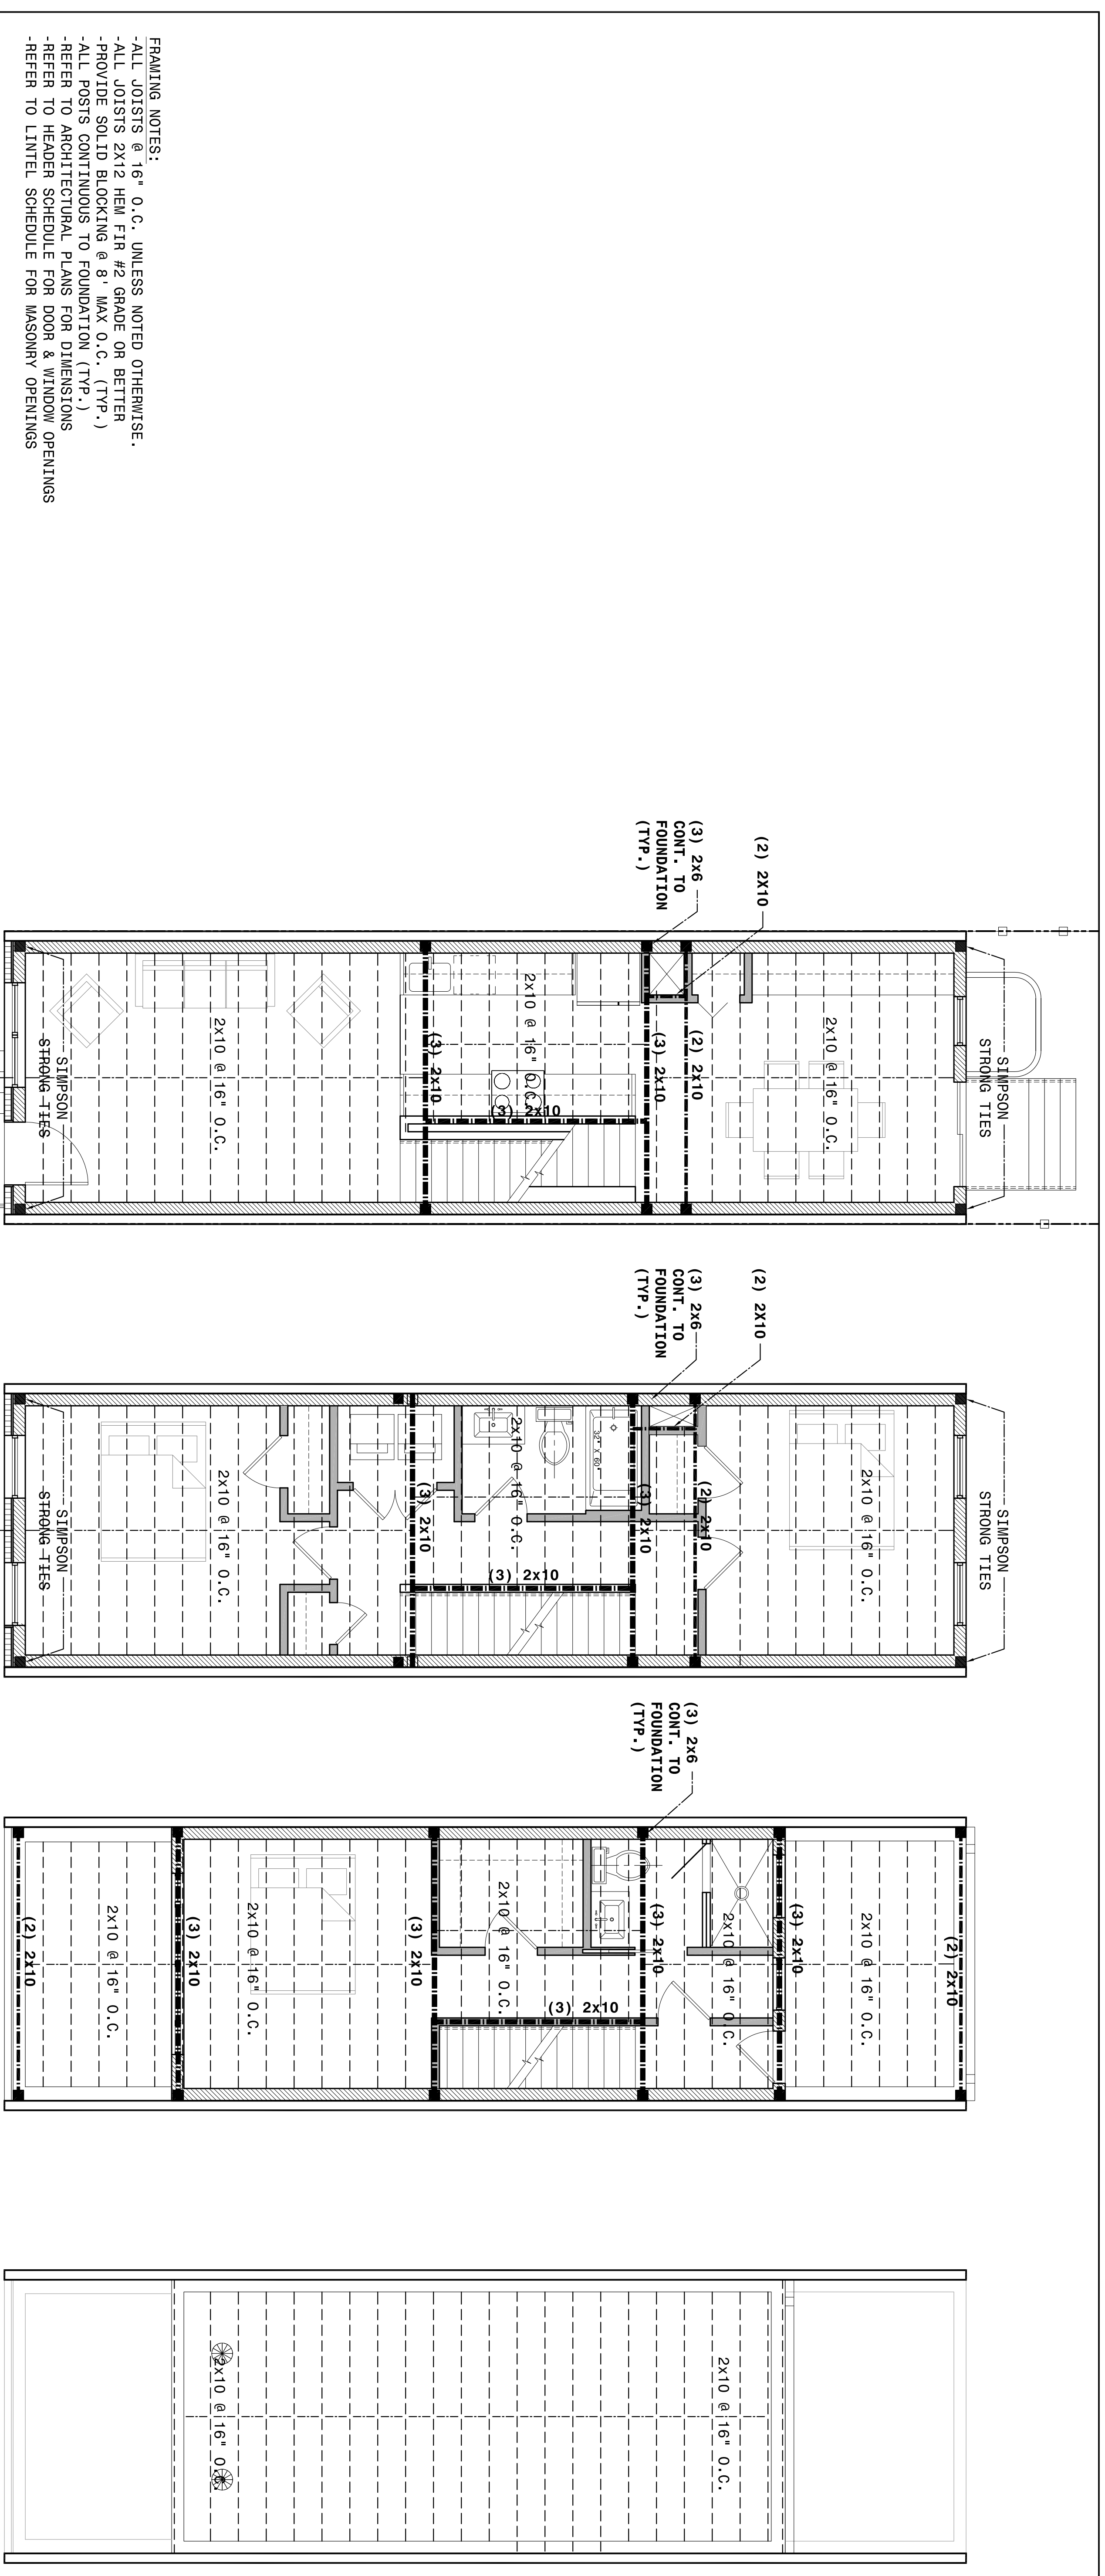 FRAMING NOTES:
-ALL JOISTS @ 16" O.C. UNLESS NOTED OTHERWISE.
-ALL JOISTS 2X12 HEM FIR #2 GRADE OR BETTER
-PROVIDE SOLID BLOCKING @ 8' MAX O.C. (TYP.)
-ALL POSTS CONTINUOUS TO FOUNDATION (TYP.)
-REFER TO ARCHITECTURAL PLANS FOR DIMENSIONS
-REFER TO HEADER SCHEDULE FOR DOOR & WINDOW OPENINGS
-REFER TO LINTEL SCHEDULE FOR MASONRY OPENINGS
SIMPSON
STRONG TIES
2x10 @ 16" O.C.
(2) 2X10
(3) 2x6
CONT. TO
FOUNDATION
(TYP.)
(2) 2x10
(3) 2x10
2x10 @ 16" O.C.
(3) 2x10
(3) 2x10
2x10 @ 16" O.C.
SIMPSON
STRONG TIES
SIMPSON
STRONG TIES
2x10 @ 16" O.C.
(2) 2X10
(3) 2x6
CONT. TO
FOUNDATION
(TYP.)
(2) 2x10
(3) 2x10
32" X 60"
2x10 @ 16" O.C.
(3) 2x10
(3) 2x10
2x10 @ 16" O.C.
SIMPSON
STRONG TIES
(2) 2x10
2x10 @ 16" O.C.
(3) 2x10
2x10 @ 16" O.C.
(3) 2x6
CONT. TO
FOUNDATION
(TYP.)
(3) 2x10
(3) 2x10
2x10 @ 16" O.C.
(3) 2x10
2x10 @ 16" O.C.
(3) 2x10
2x10 @ 16" O.C.
(2) 2x10
2x10 @ 16" O.C.
2x10 @ 16" O.C.